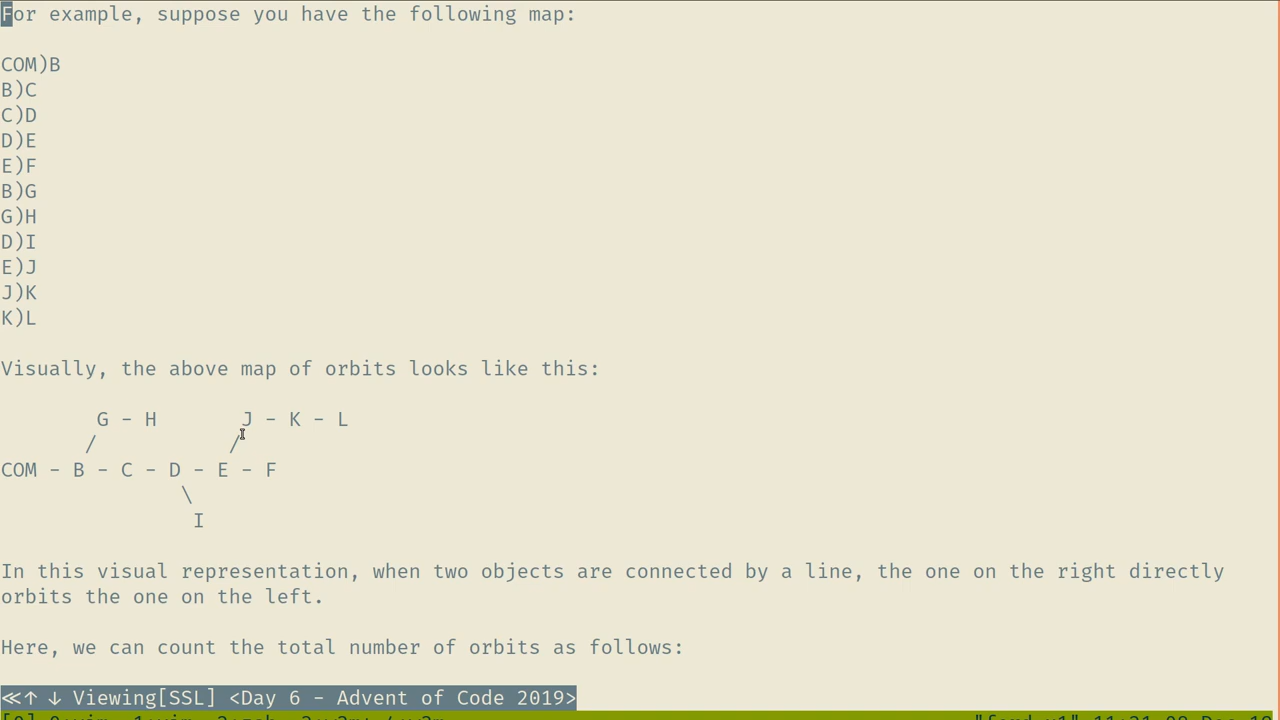 For example, suppose you have the following map:
COM)B
B)C
C)D
D)E
E)F
B)G
G)H
D)I
E)J
J)K
K)L
Visually, the above map of orbits looks like this:
        G - H       J - K - L
       /           /
COM - B - C - D - E - F
               \
                I
In this visual representation, when two objects are connected by a line, the one on the right directly
orbits the one on the left.
Here, we can count the total number of orbits as follows:
≪↑ ↓ Viewing[SSL] <Day 6 - Advent of Code 2019>